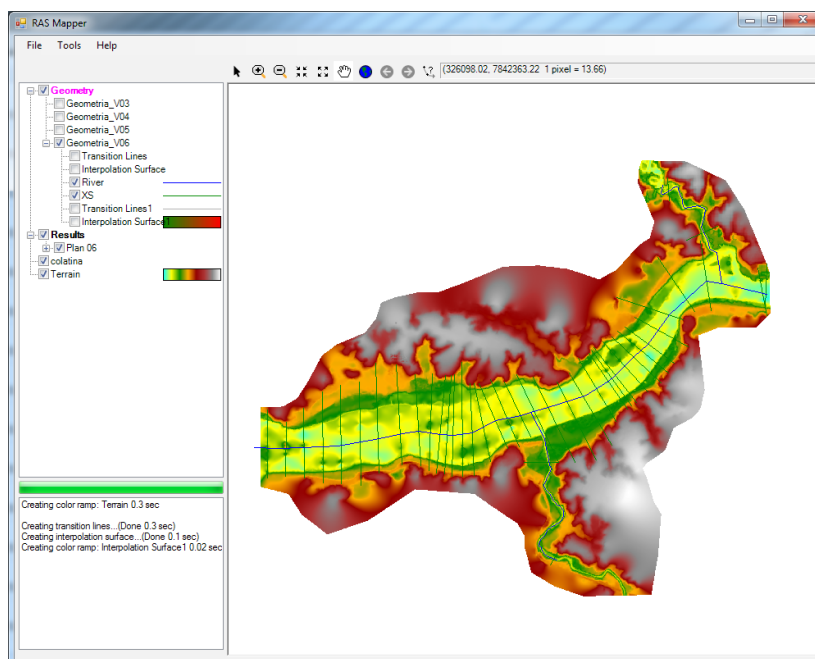 RAS Mapper
File Tools Help
(326098.02, 7842363.22 1 pixel = 13.66)
Geometry
Geometria_V03
Geometria_V04
Geometria_V05
Geometria_V06
Transition Lines
Interpolation Surface
River
XS
Transition Lines1
Interpolation Surface1
Results
Plan 06
colatina
Terrain
Creating color ramp: Terrain 0.3 sec
Creating transition lines...(Done 0.3 sec)
Creating interpolation surface...(Done 0.1 sec)
Creating color ramp: Interpolation Surface1 0.02 sec